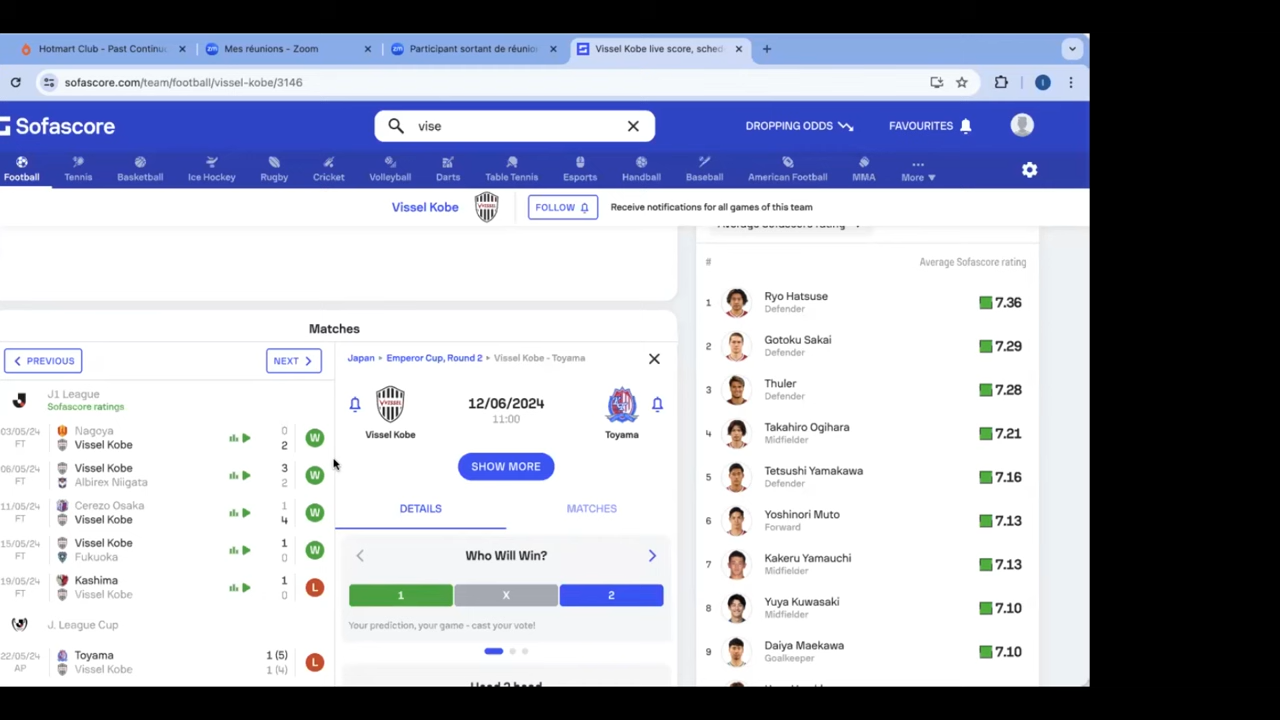 Hotmart Club - Past Continu
Mes réunions - Zoom
Participant sortant de réunio
Vissel Kobe live score, sched
sofascore.com/team/football/vissel-kobe/3146
Sofascore
vise
DROPPING ODDS
FAVOURITES
Football
Tennis
Basketball
Ice Hockey
Rugby
Cricket
Volleyball
Darts
Table Tennis
Esports
Handball
Baseball
American Football
MMA
More
Vissel Kobe
FOLLOW
Receive notifications for all games of this team
Matches
PREVIOUS
NEXT
J1 League
Sofascore ratings
03/05/24 Nagoya 0
FT Vissel Kobe 2 W
08/05/24 Vissel Kobe 3
FT Albirex Niigata 2 W
11/05/24 Cerezo Osaka 1
FT Vissel Kobe 4 W
15/05/24 Vissel Kobe 1
FT Fukuoka 0 W
19/05/24 Kashima 1
FT Vissel Kobe 0 L
J. League Cup
22/05/24 Toyama 1 (5)
AP Vissel Kobe 1 (4) L
Japan Emperor Cup, Round 2 Vissel Kobe - Toyama
12/06/2024
11:00
Vissel Kobe
Toyama
SHOW MORE
DETAILS
MATCHES
Who Will Win?
1 X 2
Your prediction, your game - cast your vote!
Average Sofascore rating
# Average Sofascore rating
1 Ryo Hatsuse 7.36
Defender
2 Gotoku Sakai 7.29
Defender
3 Thuler 7.28
Defender
4 Takahiro Ogihara 7.21
Midfielder
5 Tetsushi Yamakawa 7.16
Defender
6 Yoshinori Muto 7.13
Forward
7 Kakeru Yamauchi 7.13
Midfielder
8 Yuya Kuwasaki 7.10
Midfielder
9 Daiya Maekawa 7.10
Goalkeeper